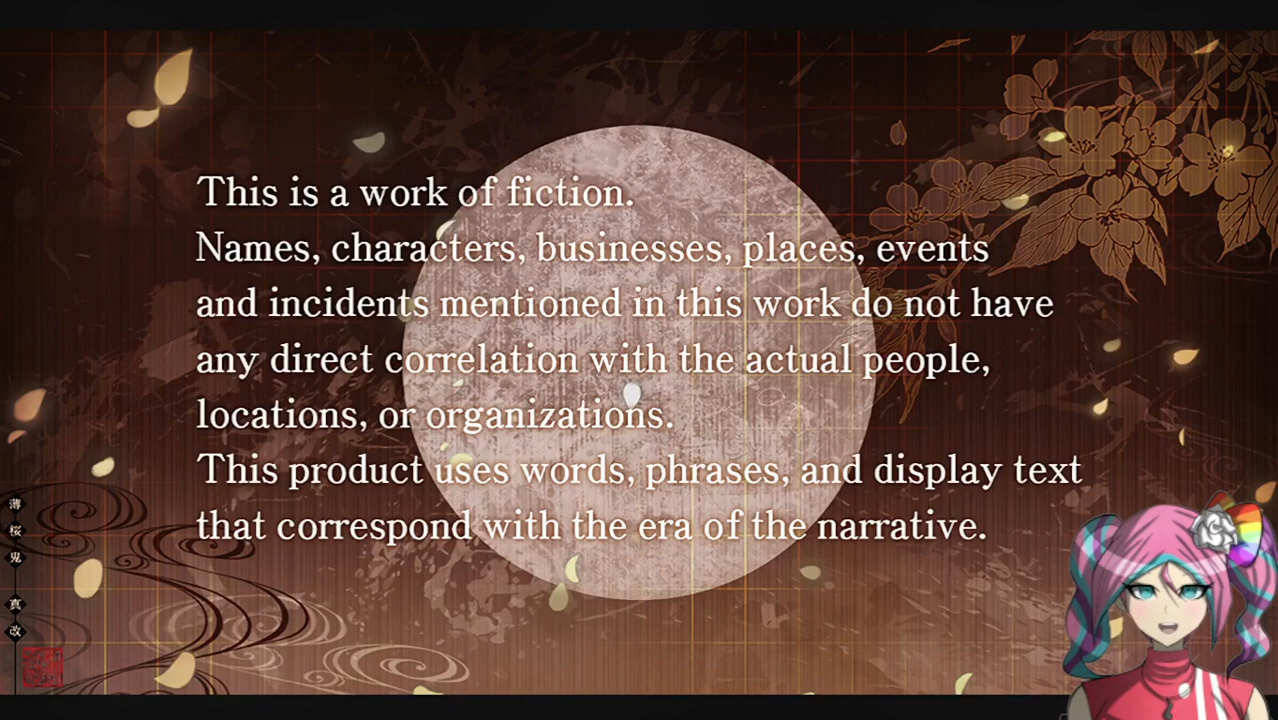 This is a work of fiction.
Names, characters, businesses, places, events
and incidents mentioned in this work do not have
any direct correlation with the actual people,
locations, or organizations.
This product uses words, phrases, and display text
that correspond with the era of the narrative.
薄
桜
鬼
真
改